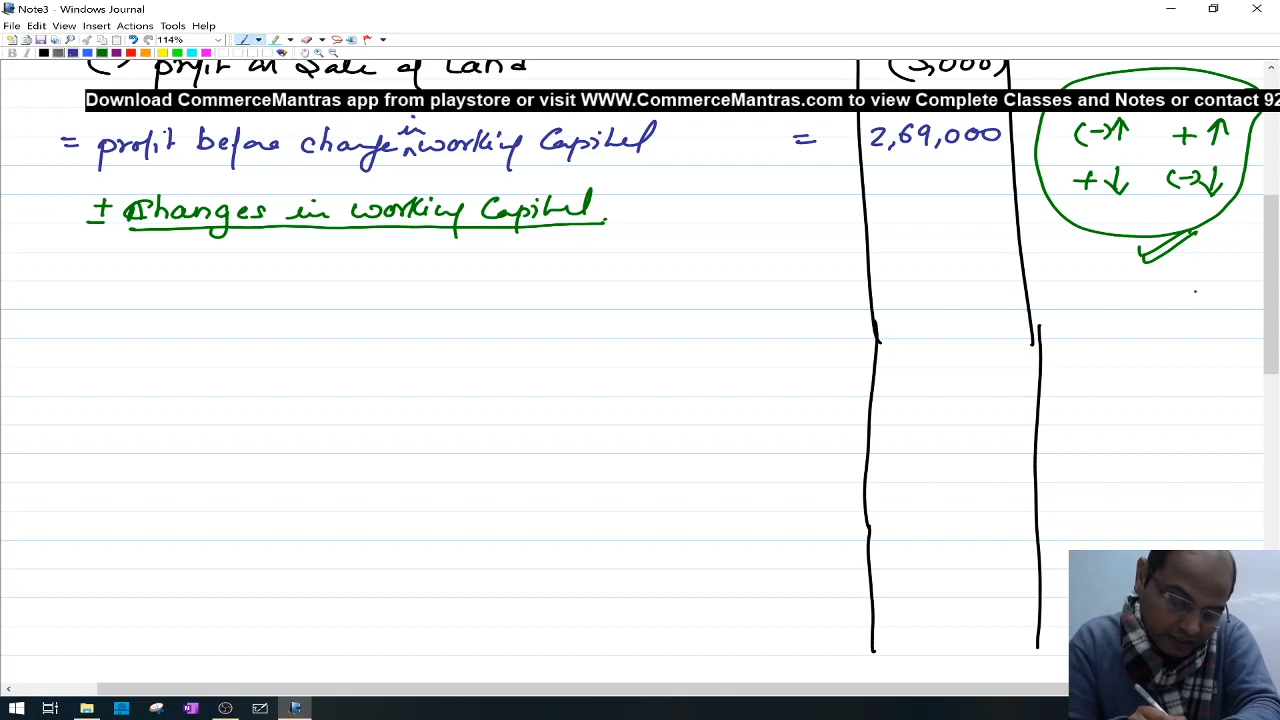 Note3 - Windows Journal
File Edit View Insert Actions Tools Help
114%
B I
(-) profit on Sale of Land (5,000)
Download CommerceMantras app from playstore or visit WWW.CommerceMantras.com to view Complete Classes and Notes or contact 92
= profit before change in working Capital = 2,69,000
(-)↑ +↑
+↓ (-)↓
± Changes in working Capital.